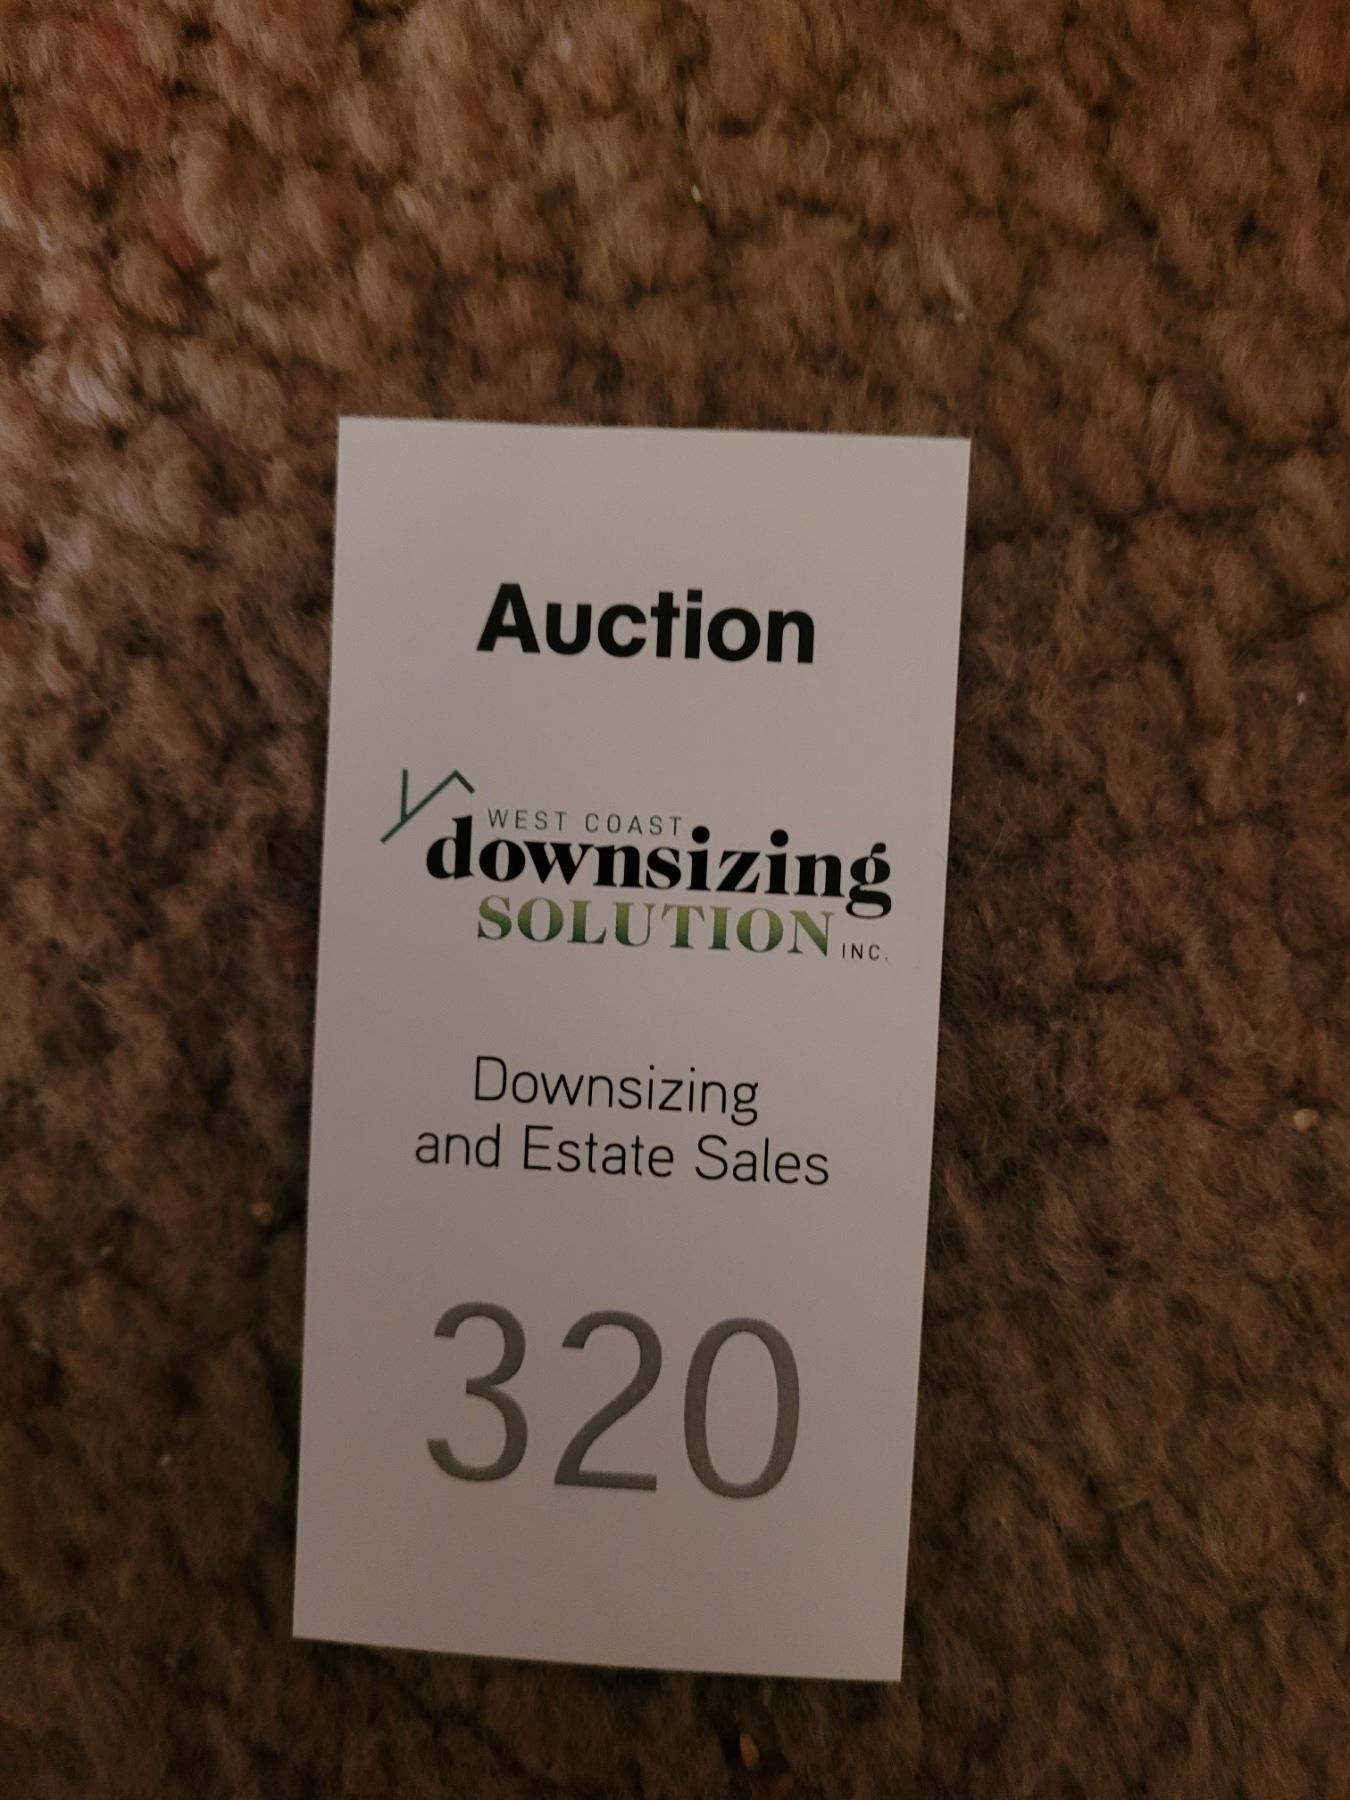 Auction
WEST COAST
downsizing
SOLUTION INC.
Downsizing
and Estate Sales
320